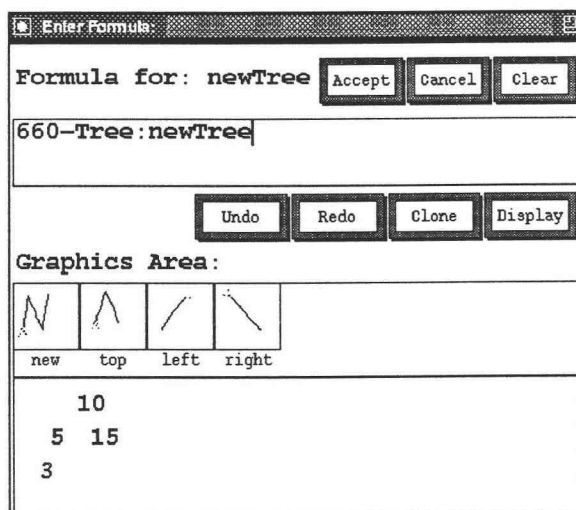 Enter Formula:
Formula for: newTree Accept Cancel Clear
660-Tree:newTree
Undo Redo Clone Display
Graphics Area:
new top left right
10
5 15
3